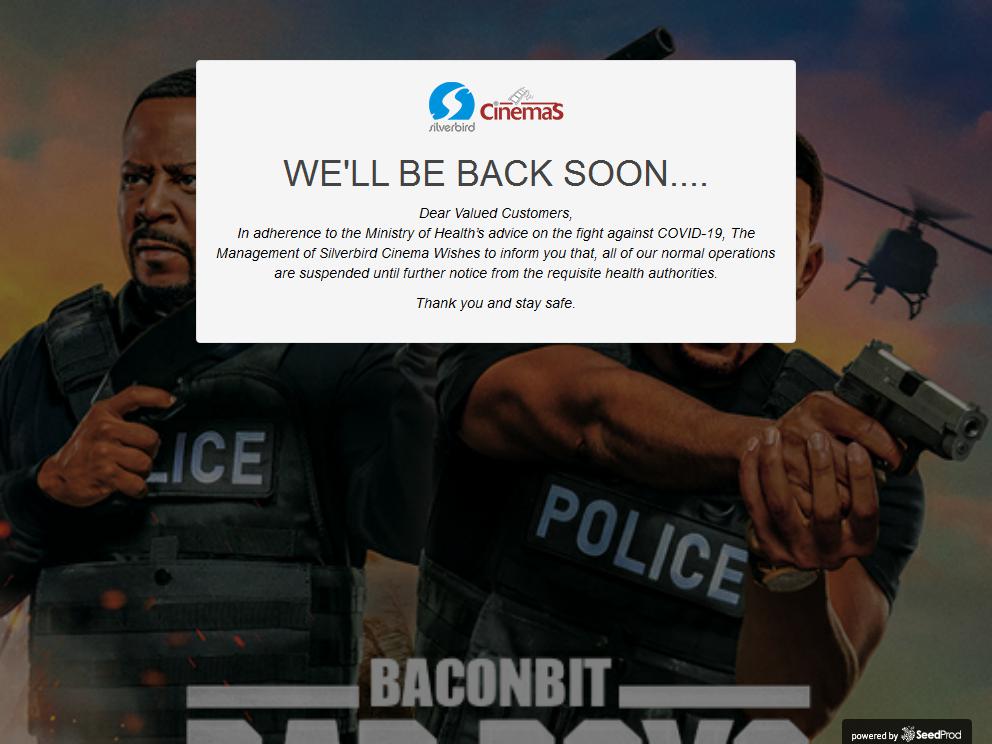 silverbird CinemaS
WE'LL BE BACK SOON....
Dear Valued Customers,
In adherence to the Ministry of Health's advice on the fight against COVID-19, The
Management of Silverbird Cinema Wishes to inform you that, all of our normal operations
are suspended until further notice from the requisite health authorities.
Thank you and stay safe.
LICE
POLICE
BACONBIT
BAD BOYS
powered by SeedProd